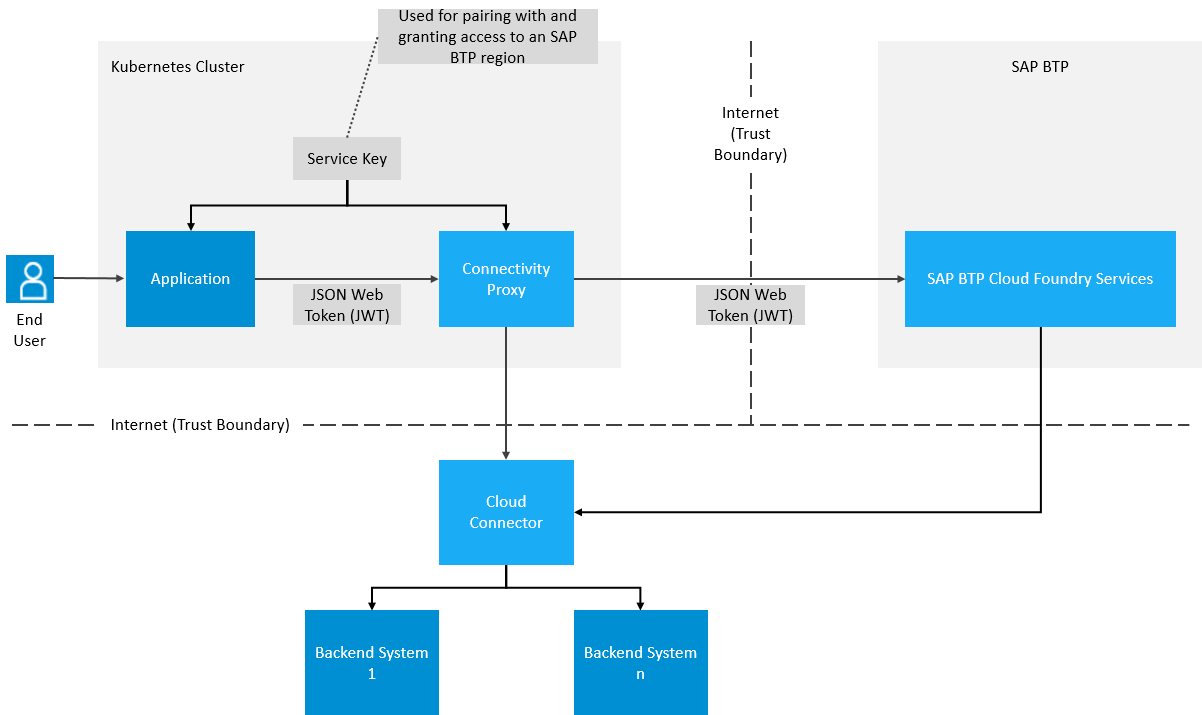 Used for pairing with and
granting access to an SAP
BTP region
Kubernetes Cluster
SAP BTP
Internet
(Trust
Boundary)
Service Key
Application
Connectivity
Proxy
SAP BTP Cloud Foundry Services
JSON Web
Token (JWT)
JSON Web
Token (JWT)
End
User
Internet (Trust Boundary)
Cloud
Connector
Backend System
1
Backend System
n